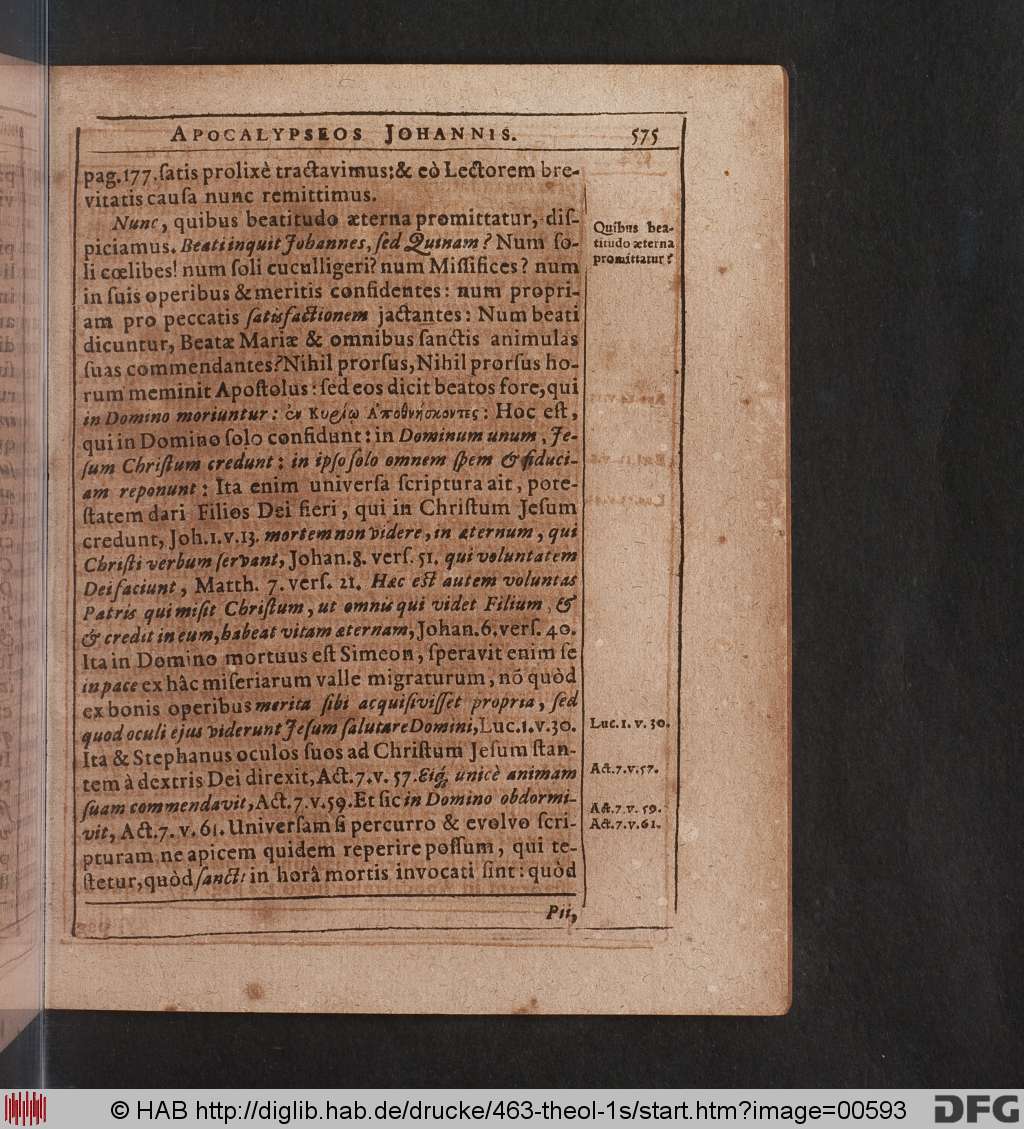 APOCALYPSEOS JOHANNIS. 575
pag.177.ſatis prolixè tractavimus:& eò Lectorem bre-
vitatis cauſa nunc remittimus.
Nunc, quibus beatitudo æterna promittatur, diſ-
piciamus. Beati inquit Johannes, ſed Quinam? Num ſo-
li cœlibes! num ſoli cuculligeri? num Miſſifices? num
in ſuis operibus & meritis confidentes: num propri-
am pro peccatis ſatisfactionem jactantes: Num beati
dicuntur, Beatæ Mariæ & omnibus ſanctis animulas
ſuas commendantes? Nihil prorſus, Nihil prorſus ho-
rum meminit Apoſtolus: ſed eos dicit beatos fore, qui
in Domino moriuntur: ἐν Κυρίῳ Ἀποθνήσκοντες: Hoc eſt,
qui in Domino ſolo confidunt: in Dominum unum, Je-
ſum Chriſtum credunt: in ipſo ſolo omnem ſpem & fiduci-
am reponunt: Ita enim univerſa ſcriptura ait, pote-
ſtatem dari Filios Dei fieri, qui in Chriſtum Jeſum
credunt, Joh.1.v.13. mortem non videre, in æternum, qui
Chriſti verbum ſervant, Johan.8. verſ. 51. qui voluntatem
Dei faciunt, Matth. 7. verſ. 21. Hæc eſt autem voluntas
Patris qui miſit Chriſtum, ut omnis qui videt Filium, &
& credit in eum, habeat vitam æternam, Johan.6. verſ. 40.
Ita in Domino mortuus eſt Simeon, ſperavit enim ſe
in pace ex hâc miſeriarum valle migraturum, nō quòd
ex bonis operibus merita ſibi acquiſiviſſet propria, ſed
quod oculi ejus viderunt Jeſum ſalutare Domini, Luc.1.v.30.
Ita & Stephanus oculos ſuos ad Chriſtum Jeſum ſtan-
tem à dextris Dei direxit, Act.7.v. 57. Eiq́; unicè animam
ſuam commendavit, Act.7.v.59. Et ſic in Domino obdormi-
vit, Act.7. v. 61. Univerſam ſi percurro & evolvo ſcri-
pturam ne apicem quidem reperire poſſum, qui te-
ſtetur, quòd ſancti in horâ mortis invocati ſint: quòd
Pii,
Quibus bea-
titudo æterna
promittatur?
Luc.1. v. 30.
Act.7.v.57.
Act.7.v. 59.
Act.7.v.61.
© HAB http://diglib.hab.de/drucke/463-theol-1s/start.htm?image=00593
DFG